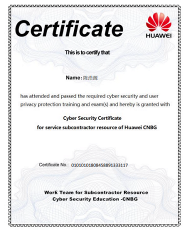 Certificate
HUAWEI
This is to certify that
Name:
has attended and passed the required cyber security and user
privacy protection training and exam(s) and hereby is granted with
Cyber Security Certificate
for service subcontractor resource of Huawei CNBG
Certificate No:
Work Team for Subcontractor Resource
Cyber Security Education -CNBG